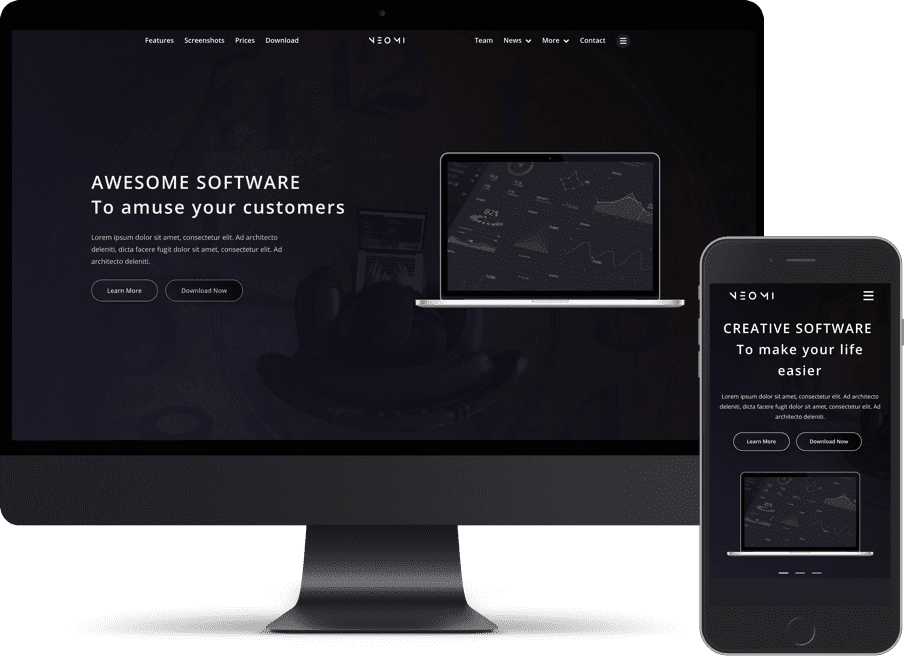 Features Screenshots Prices Download NEOMI Team News More Contact
AWESOME SOFTWARE
To amuse your customers
Lorem ipsum dolor sit amet, consectetur elit. Ad architecto
deleniti, dicta facere fugit dolor sit amet, consectetur elit. Ad
architecto deleniti.
Learn More Download Now
12
82%
NEOMI
CREATIVE SOFTWARE
To make your life
easier
Lorem ipsum dolor sit amet, consectetur elit. Ad architecto
deleniti, dicta facere fugit dolor sit amet, consectetur elit. Ad
architecto deleniti.
Learn More Download Now